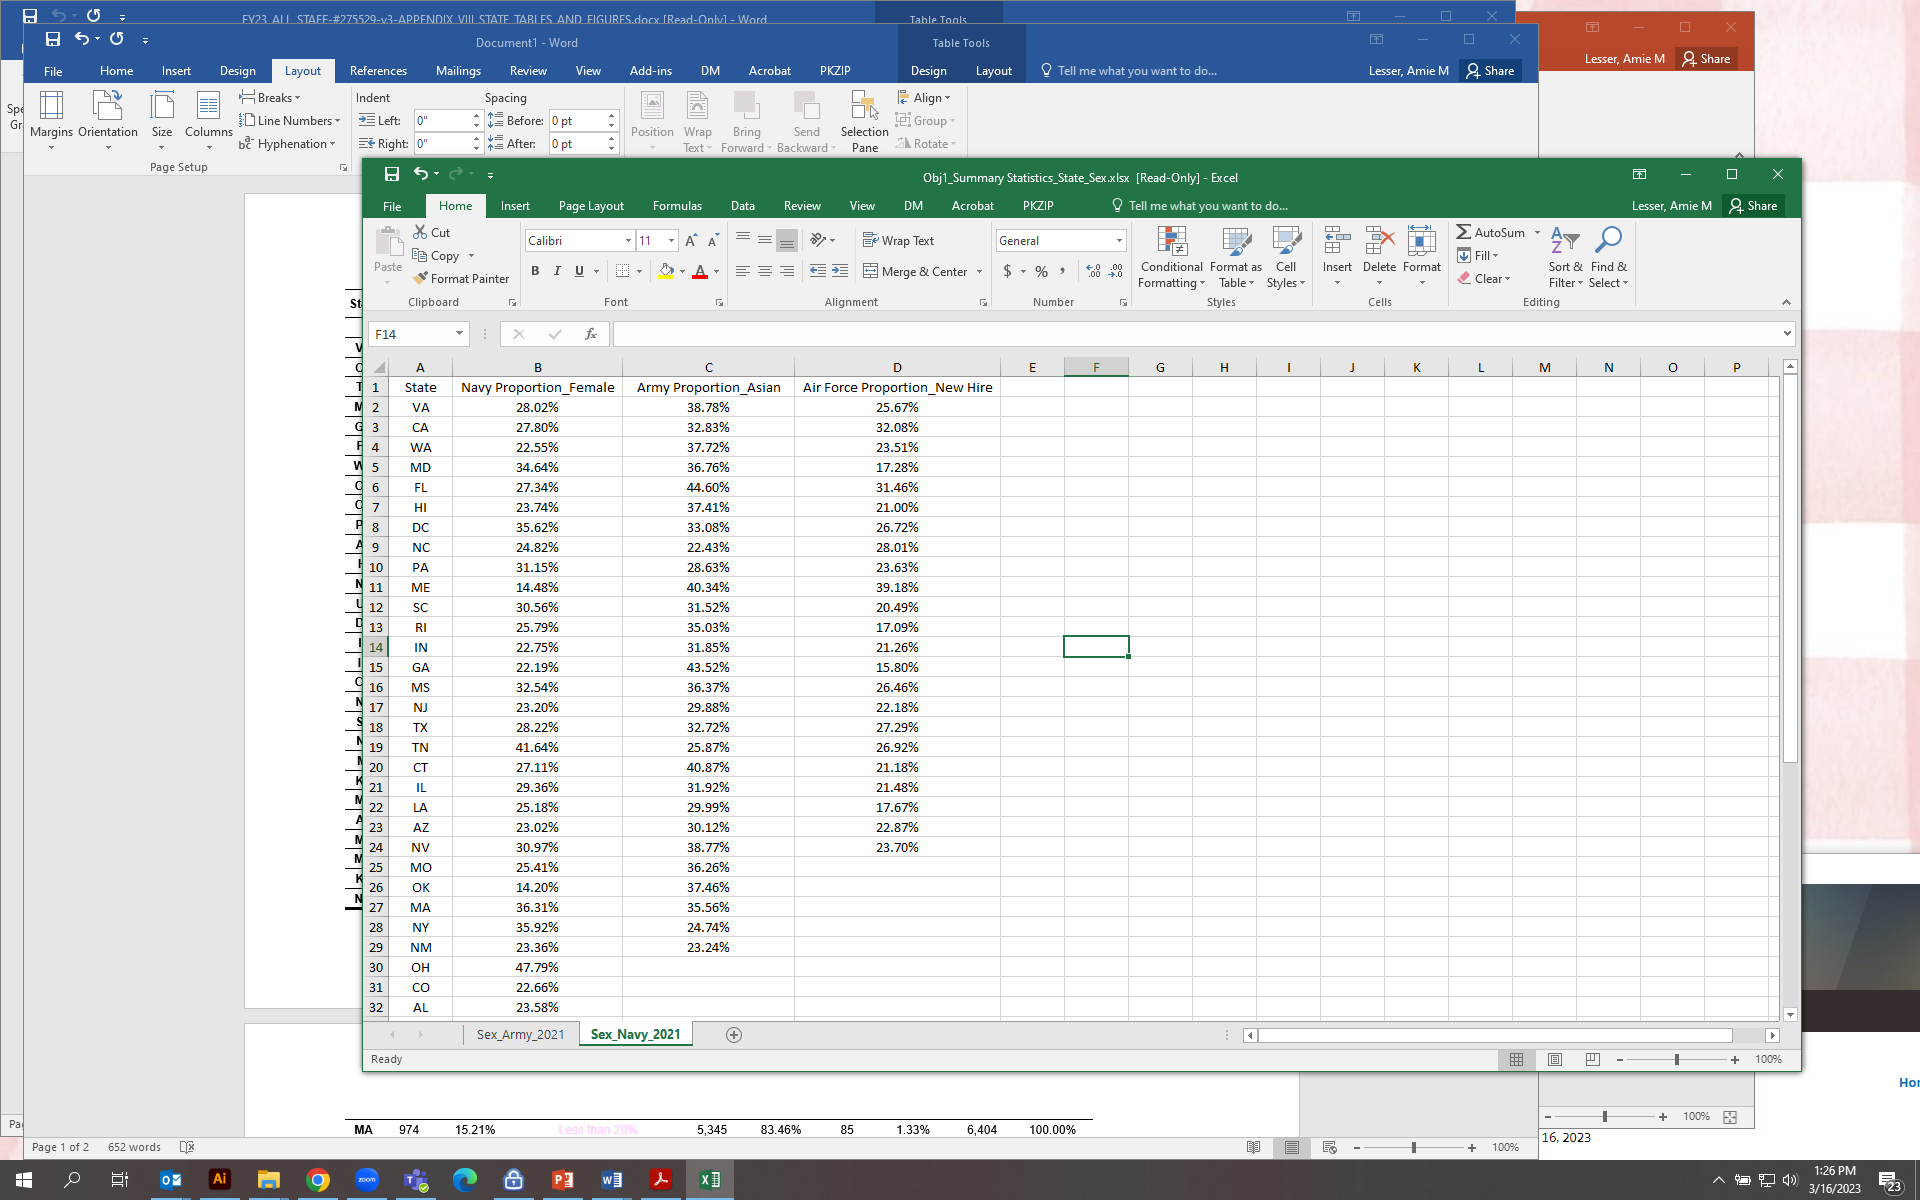 FY23_ALL_STAFF-#275529-v3-APPENDIX_VIII_STATE_TABLES_AND_FIGURES.docx [Read-Only] - Word
Table Tools
Document1 - Word
Table Tools
File Home Insert Design Layout References Mailings Review View Add-ins DM Acrobat PKZIP Design Layout Tell me what you want to do... Lesser, Amie M Share
Lesser, Amie M Share
Margins Orientation Size Columns
Breaks
Line Numbers
Hyphenation
Page Setup
Indent
Left: 0"
Right: 0"
Spacing
Before: 0 pt
After: 0 pt
Position
Wrap Text
Bring Forward
Send Backward
Selection Pane
Align
Group
Rotate
Obj1_Summary Statistics_State_Sex.xlsx [Read-Only] - Excel
File Home Insert Page Layout Formulas Data Review View DM Acrobat PKZIP Tell me what you want to do... Lesser, Amie M Share
Paste
Cut
Copy
Format Painter
Clipboard
Calibri 11
B I U
Font
Wrap Text
Merge & Center
Alignment
General
$ % ,
Number
Conditional Formatting
Format as Table
Cell Styles
Styles
Insert Delete Format
Cells
AutoSum
Fill
Clear
Sort & Filter
Find & Select
Editing
F14
fx
A B C D E F G H I J K L M N O P
1 State Navy Proportion_Female Army Proportion_Asian Air Force Proportion_New Hire
2 VA 28.02% 38.78% 25.67%
3 CA 27.80% 32.83% 32.08%
4 WA 22.55% 37.72% 23.51%
5 MD 34.64% 36.76% 17.28%
6 FL 27.34% 44.60% 31.46%
7 HI 23.74% 37.41% 21.00%
8 DC 35.62% 33.08% 26.72%
9 NC 24.82% 22.43% 28.01%
10 PA 31.15% 28.63% 23.63%
11 ME 14.48% 40.34% 39.18%
12 SC 30.56% 31.52% 20.49%
13 RI 25.79% 35.03% 17.09%
14 IN 22.75% 31.85% 21.26%
15 GA 22.19% 43.52% 15.80%
16 MS 32.54% 36.37% 26.46%
17 NJ 23.20% 29.88% 22.18%
18 TX 28.22% 32.72% 27.29%
19 TN 41.64% 25.87% 26.92%
20 CT 27.11% 40.87% 21.18%
21 IL 29.36% 31.92% 21.48%
22 LA 25.18% 29.99% 17.67%
23 AZ 23.02% 30.12% 22.87%
24 NV 30.97% 38.77% 23.70%
25 MO 25.41% 36.26%
26 OK 14.20% 37.46%
27 MA 36.31% 35.56%
28 NY 35.92% 24.74%
29 NM 23.36% 23.24%
30 OH 47.79%
31 CO 22.66%
32 AL 23.58%
Sex_Army_2021 Sex_Navy_2021
Ready 100%
MA 974 15.21% Less than 20% 5,345 83.46% 85 1.33% 6,404 100.00%
100%
16, 2023
Page 1 of 2 652 words 100%
1:26 PM
3/16/2023
23